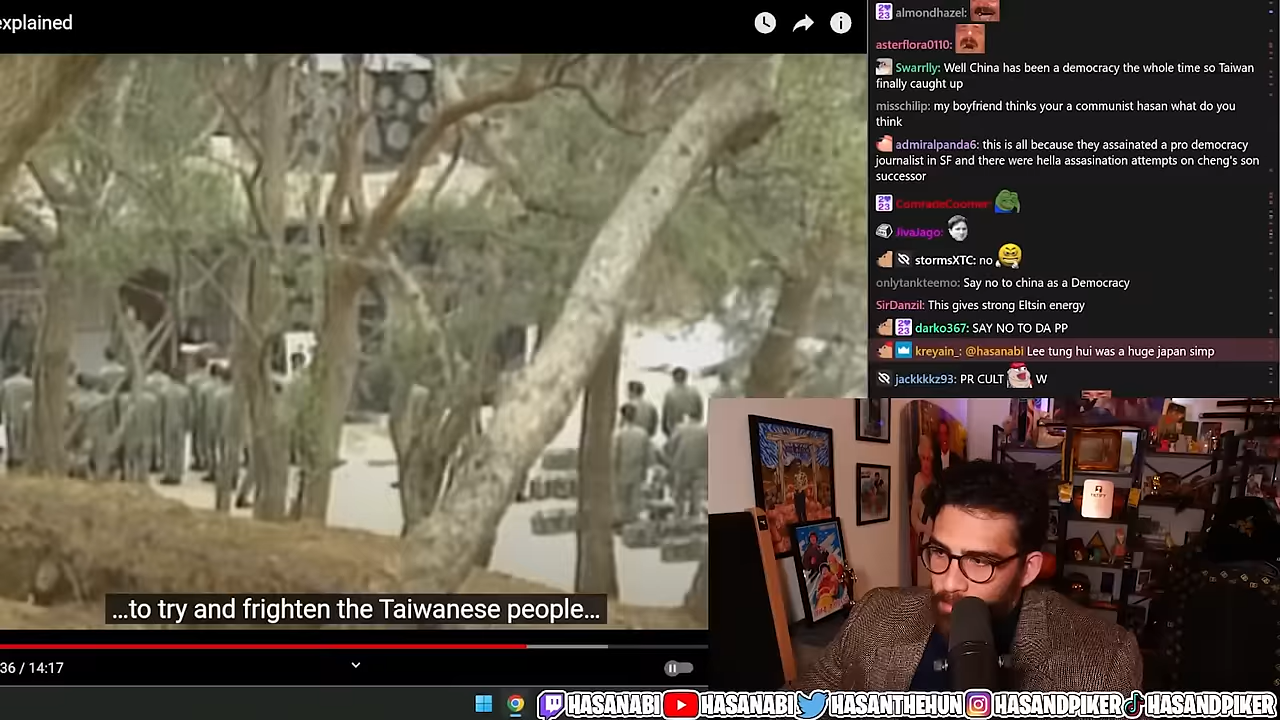 explained
almondhazel:
asterflora0110:
Swarrlly: Well China has been a democracy the whole time so Taiwan
finally caught up
misschilip: my boyfriend thinks your a communist hasan what do you
think
admiralpanda6: this is all because they assainated a pro democracy
journalist in SF and there were hella assasination attempts on cheng's son
successor
ComradeCoomer:
JivaJago:
stormsXTC: no
onlytankteemo: Say no to china as a Democracy
SirDanzil: This gives strong Eltsin energy
darko367: SAY NO TO DA PP
kreyain_: @hasanabi Lee tung hui was a huge japan simp
jackkkkz93: PR CULT W
...to try and frighten the Taiwanese people...
36 / 14:17
HASANABI HASANABI HASANTHEHUN HASANDPIKER HASANDPIKER